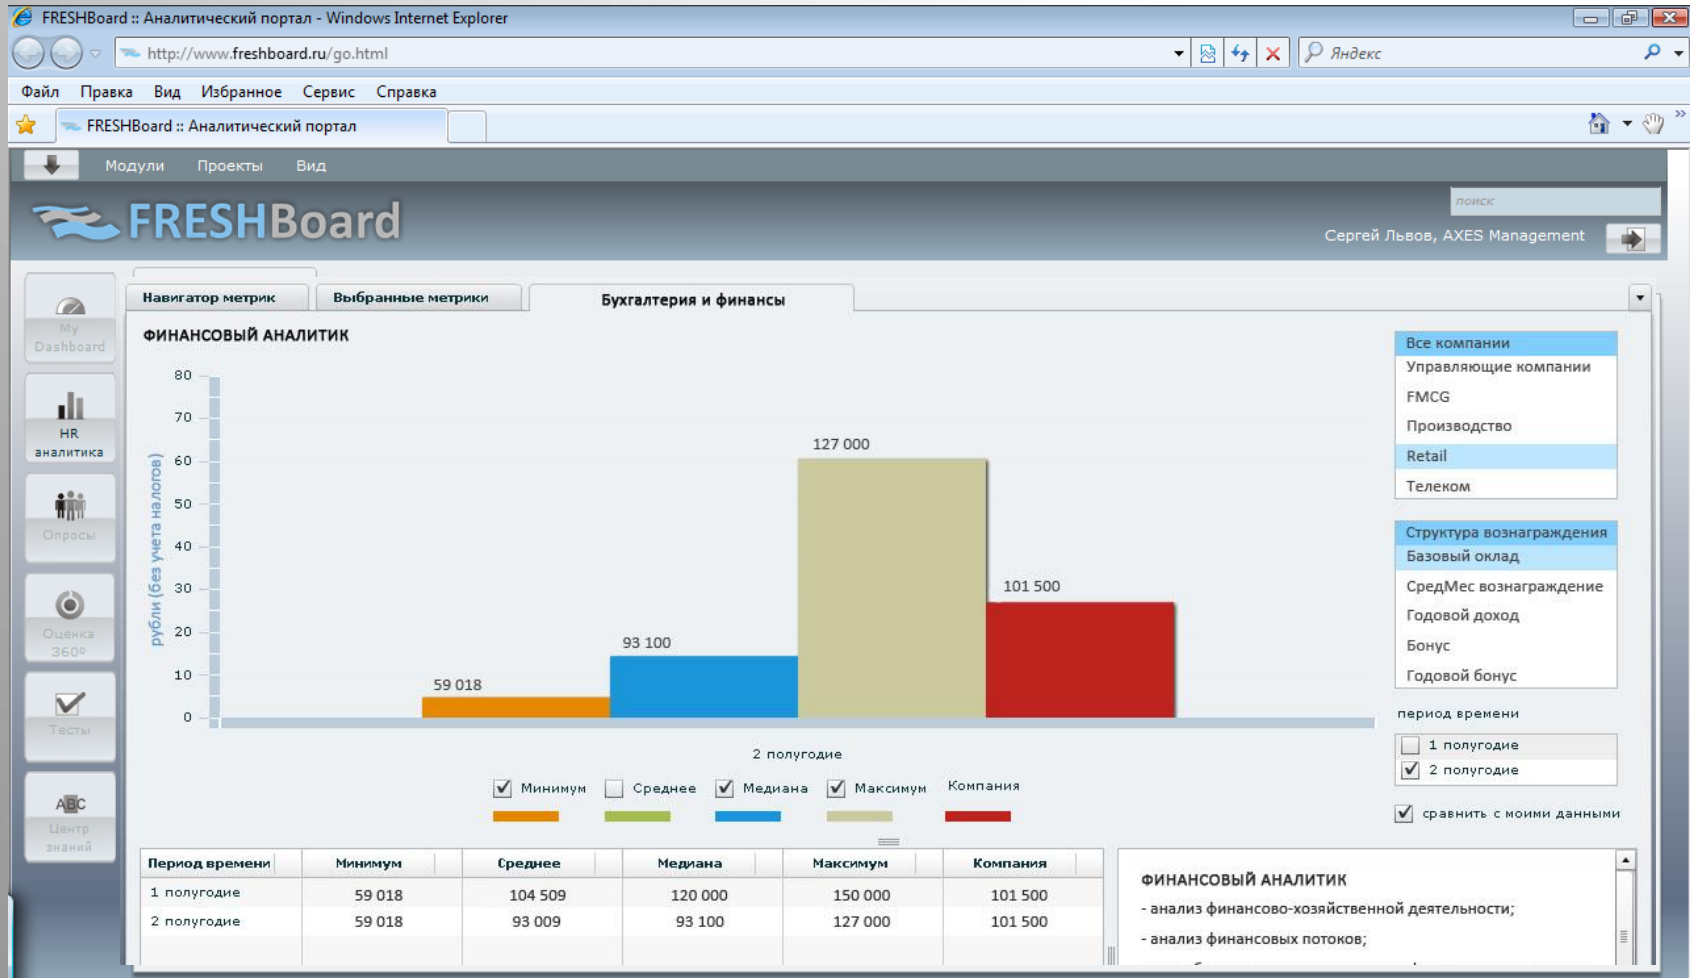 FRESHBoard :: Аналитический портал - Windows Internet Explorer
http://www.freshboard.ru/go.html
Яндекс
Файл Правка Вид Избранное Сервис Справка
FRESHBoard :: Аналитический портал
Модули Проекты Вид
FRESHBoard
поиск
Сергей Львов, AXES Management
My Dashboard
HR аналитика
Опросы
Оценка 360º
Тесты
ABC
Центр знаний
Навигатор метрик
Выбранные метрики
Бухгалтерия и финансы
ФИНАНСОВЫЙ АНАЛИТИК
рубли (без учета налогов)
80
70
60
50
40
30
20
10
0
59 018
93 100
127 000
101 500
2 полугодие
Минимум Среднее Медиана Максимум Компания
Все компании
Управляющие компании
FMCG
Производство
Retail
Телеком
Структура вознаграждения
Базовый оклад
СредМес вознаграждение
Годовой доход
Бонус
Годовой бонус
период времени
1 полугодие
2 полугодие
сравнить с моими данными
Период времени Минимум Среднее Медиана Максимум Компания
1 полугодие 59 018 104 509 120 000 150 000 101 500
2 полугодие 59 018 93 009 93 100 127 000 101 500
ФИНАНСОВЫЙ АНАЛИТИК
- анализ финансово-хозяйственной деятельности;
- анализ финансовых потоков;